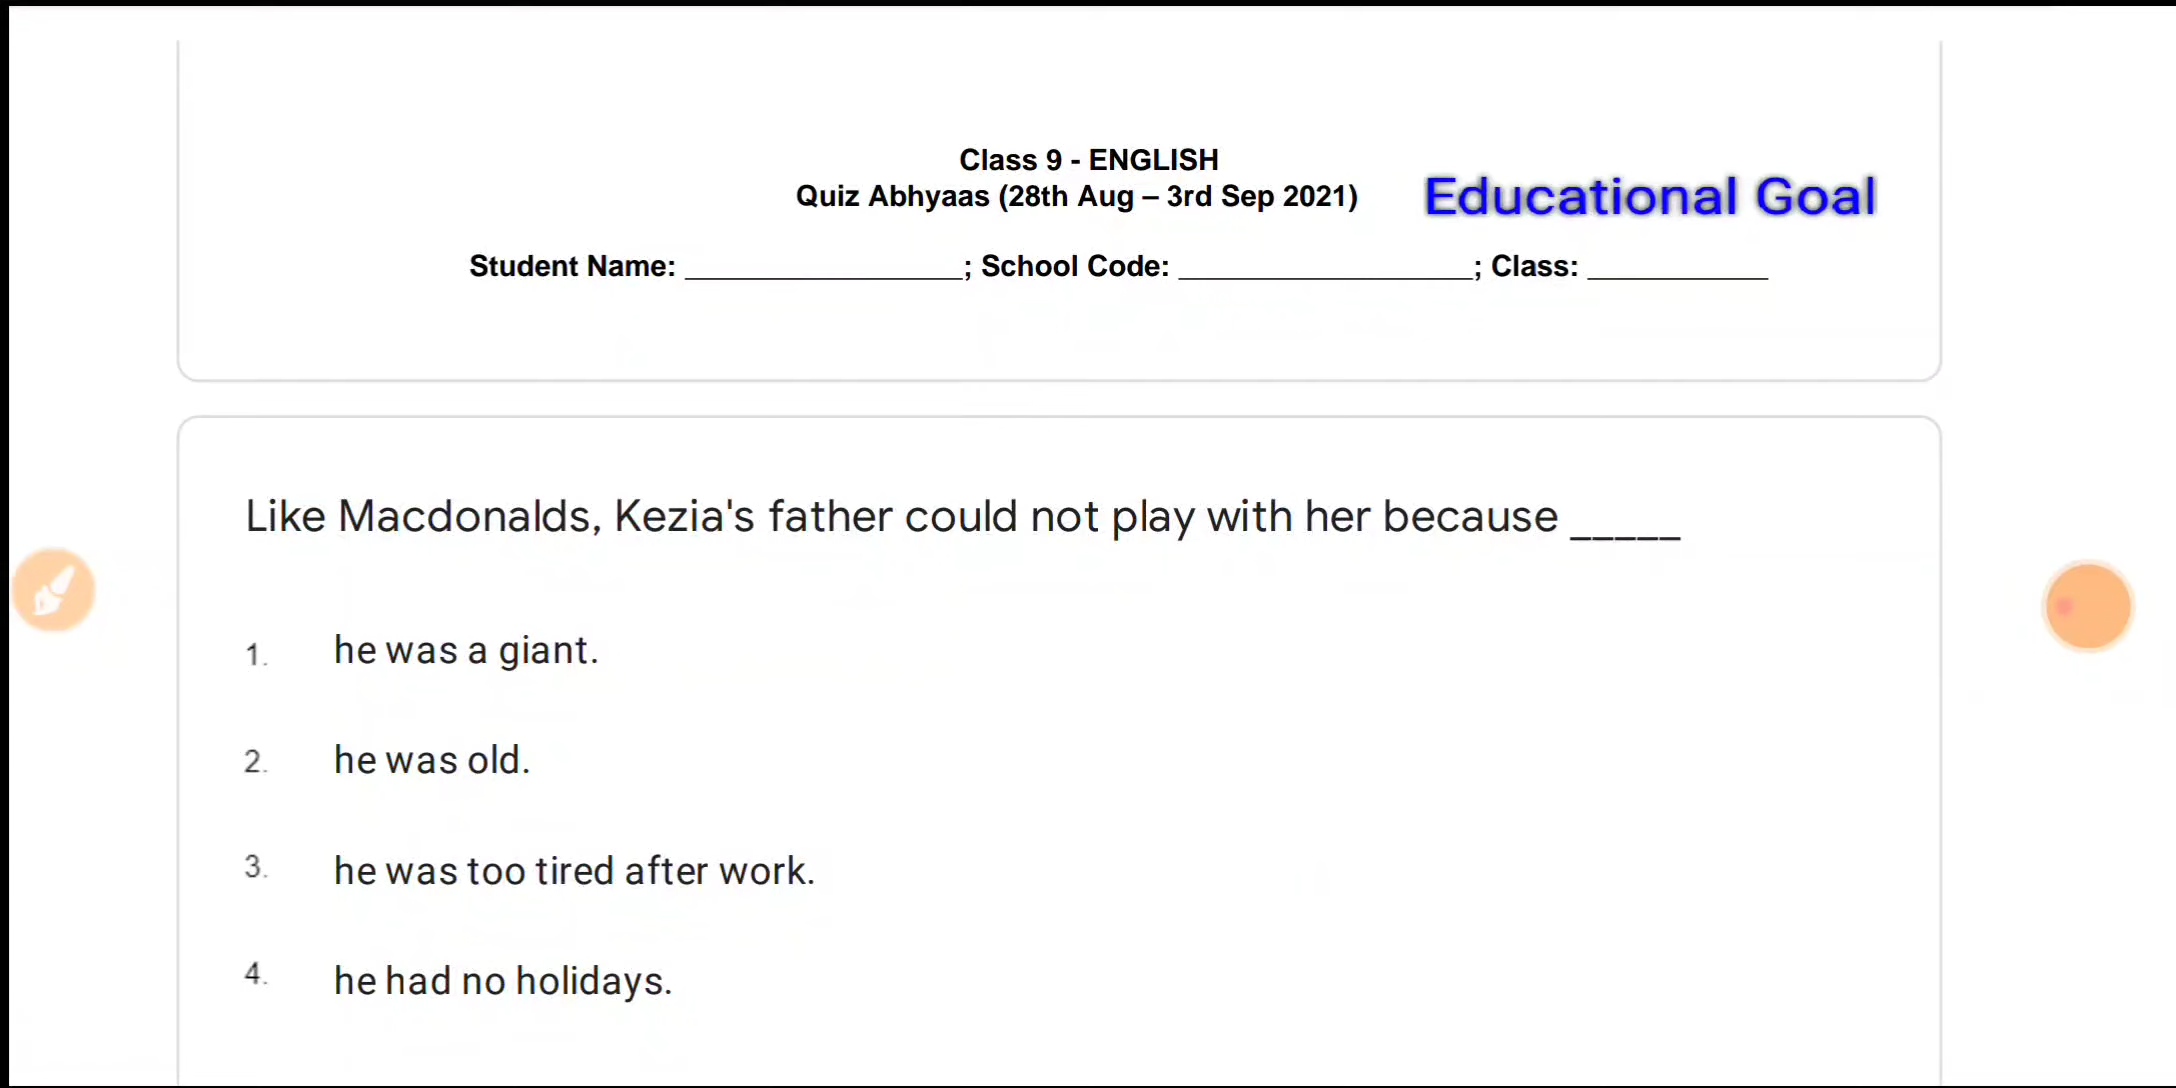 Class 9 - ENGLISH
Quiz Abhyaas (28th Aug – 3rd Sep 2021)
Educational Goal
Student Name: _________________; School Code: __________________; Class: ___________
Like Macdonalds, Kezia's father could not play with her because _____
1. he was a giant.
2. he was old.
3. he was too tired after work.
4. he had no holidays.